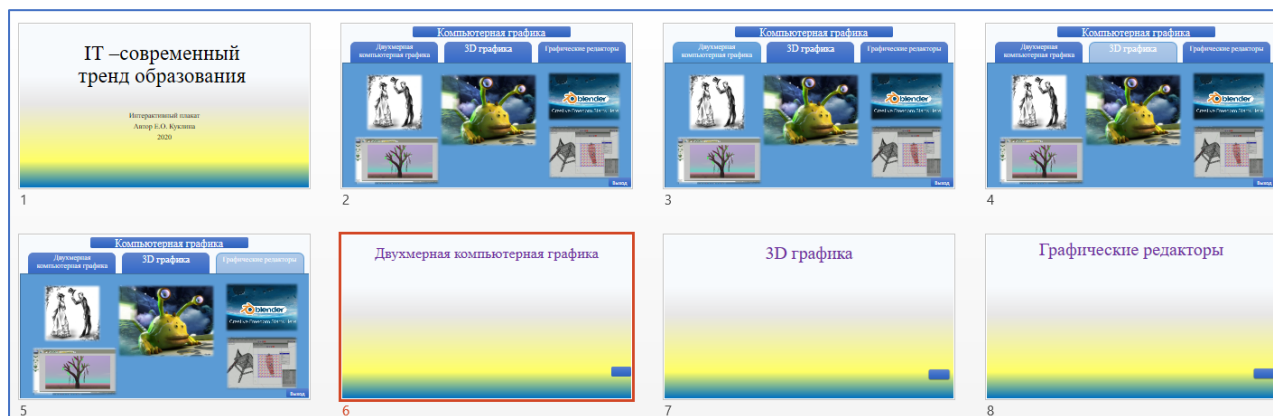 IT –современный
тренд образования
Интерактивный плакат
Автор Е.О. Куклина
2020
1
Компьютерная графика
Двухмерная
компьютерная графика
3D графика
Графические редакторы
blender
Выход
2
Компьютерная графика
Двухмерная
компьютерная графика
3D графика
Графические редакторы
blender
Выход
3
Компьютерная графика
Двухмерная
компьютерная графика
3D графика
Графические редакторы
blender
Выход
4
Компьютерная графика
Двухмерная
компьютерная графика
3D графика
Графические редакторы
blender
Выход
5
Двухмерная компьютерная графика
6
3D графика
7
Графические редакторы
8